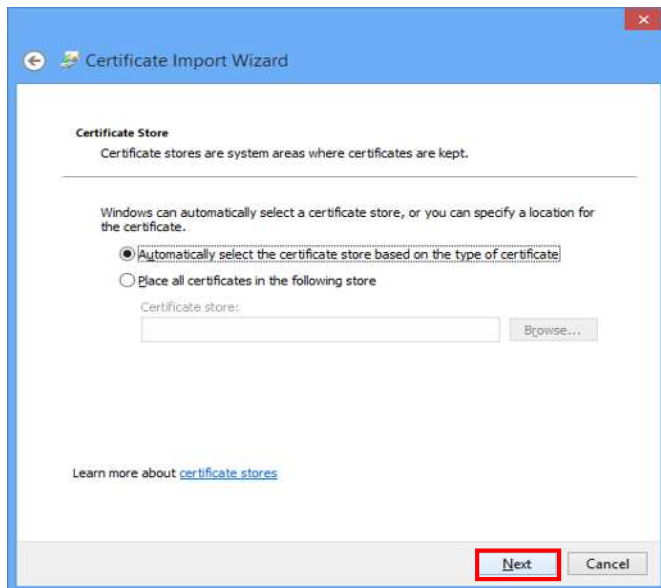 Certificate Import Wizard
Certificate Store
Certificate stores are system areas where certificates are kept.
Windows can automatically select a certificate store, or you can specify a location for
the certificate.
Automatically select the certificate store based on the type of certificate
Place all certificates in the following store
Certificate store:
Browse...
Learn more about certificate stores
Next Cancel